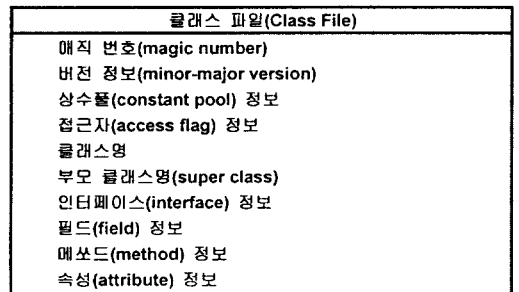 클래스 파일(Class File)
매직 번호(magic number)
버전 정보(minor-major version)
상수풀(constant pool) 정보
접근자(access flag) 정보
클래스명
부모 클래스명(super class)
인터페이스(interface) 정보
필드(field) 정보
메쏘드(method) 정보
속성(attribute) 정보